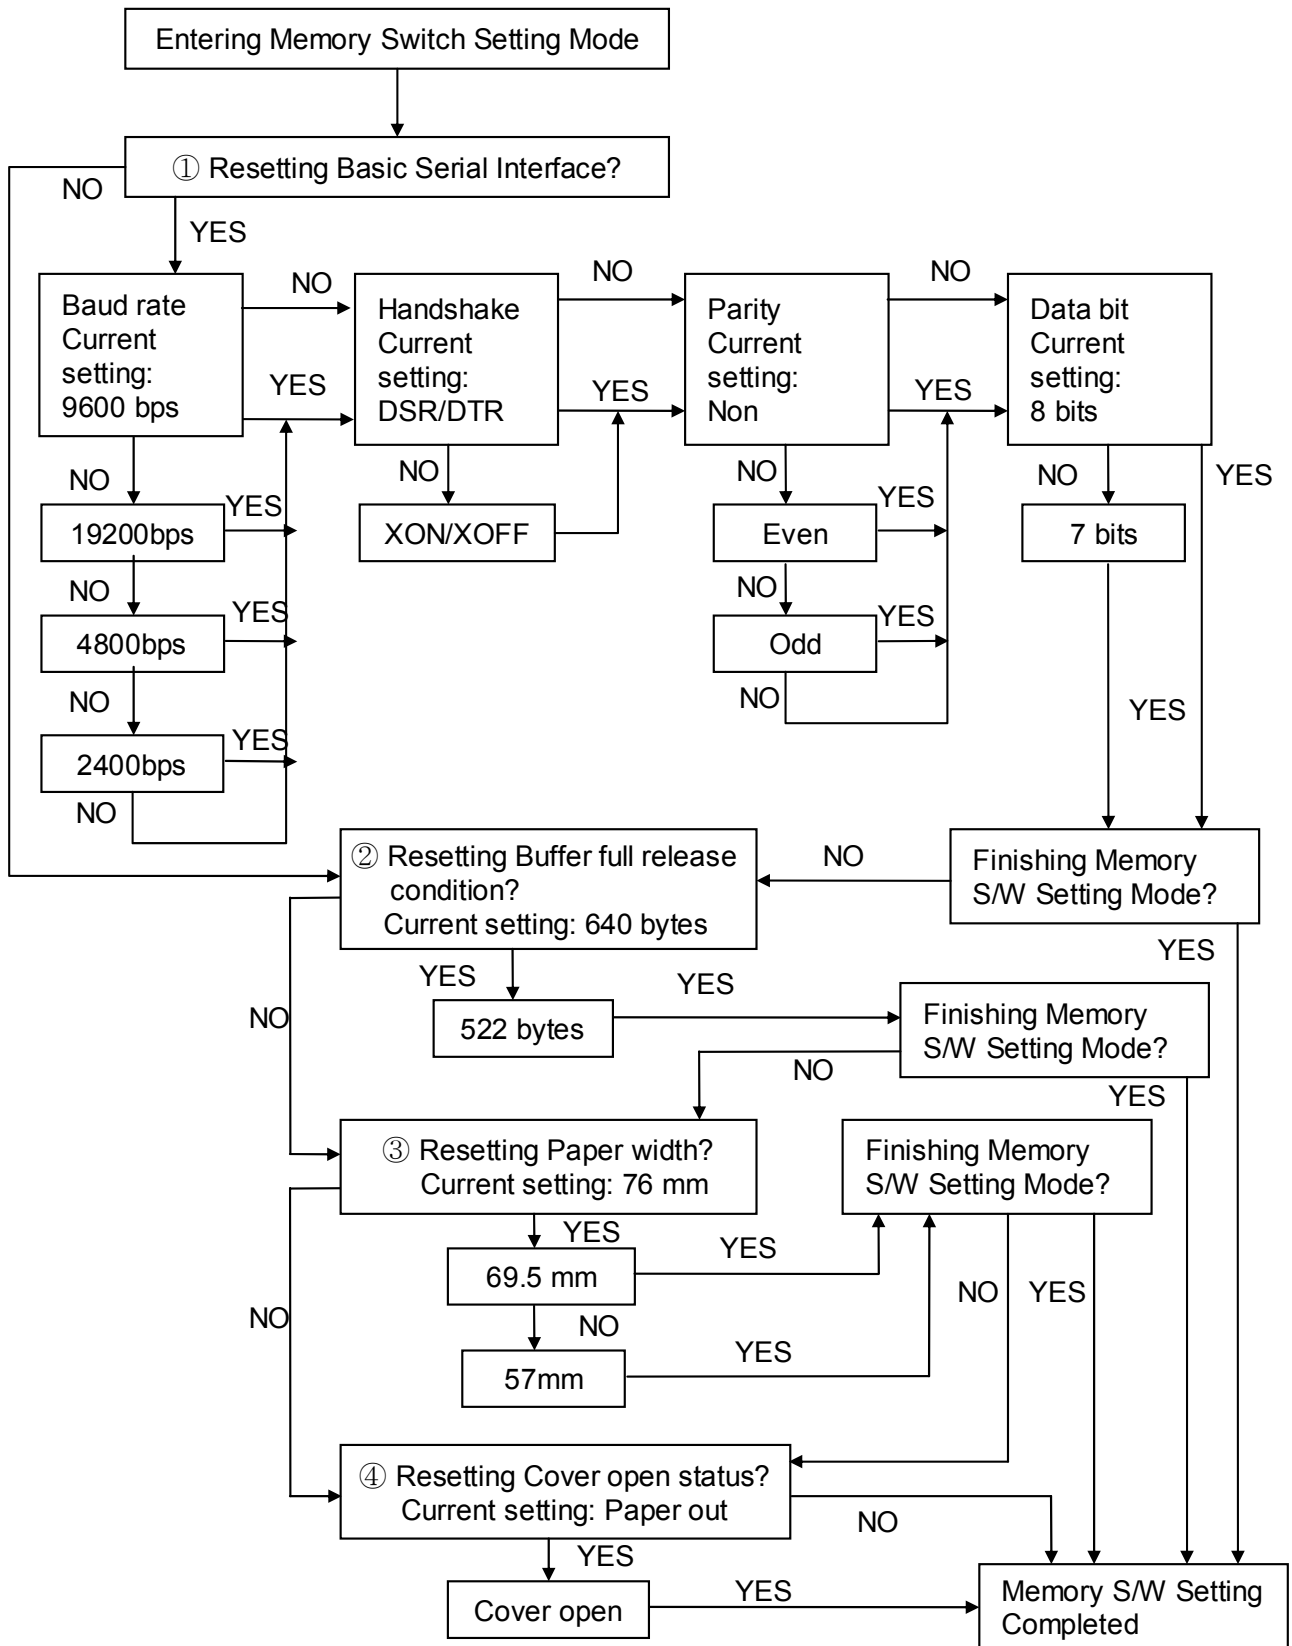 Entering Memory Switch Setting Mode
① Resetting Basic Serial Interface?
NO
YES
Baud rate
Current
setting:
9600 bps
NO
YES
Handshake
Current
setting:
DSR/DTR
NO
YES
Parity
Current
setting:
Non
NO
YES
Data bit
Current
setting:
8 bits
NO
19200bps
YES
NO
4800bps
YES
NO
2400bps
YES
NO
NO
XON/XOFF
NO
Even
YES
NO
Odd
YES
NO
NO
7 bits
YES
YES
② Resetting Buffer full release
condition?
Current setting: 640 bytes
NO
Finishing Memory
S/W Setting Mode?
YES
YES
522 bytes
YES
Finishing Memory
S/W Setting Mode?
NO
YES
NO
③ Resetting Paper width?
Current setting: 76 mm
Finishing Memory
S/W Setting Mode?
YES
69.5 mm
YES
NO
57mm
YES
NO
YES
NO
④ Resetting Cover open status?
Current setting: Paper out
NO
YES
Cover open
YES
Memory S/W Setting
Completed